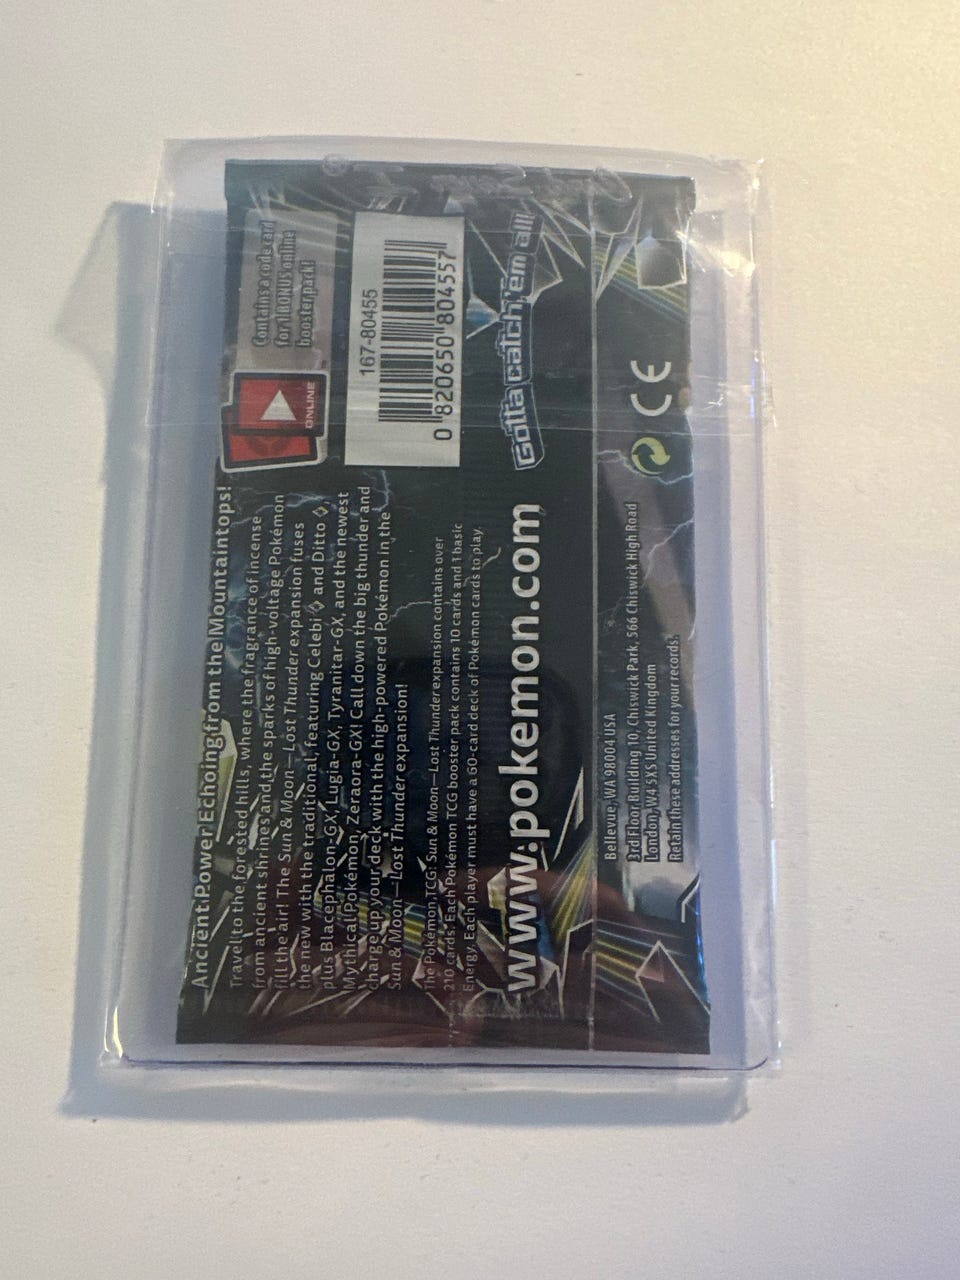 Ancient Power Echoing from the Mountaintops!
Travel to the forested hills, where the fragrance of incense
from ancient shrines and the sparks of high-voltage Pokémon
fill the air! The Sun & Moon—Lost Thunder expansion fuses
the new with the traditional, featuring Celebi ◇ and Ditto ◇,
plus Blacephalon-GX, Lugia-GX, Tyranitar-GX, and the newest
Mythical Pokémon, Zeraora-GX! Call down the big thunder and
charge up your deck with the high-powered Pokémon in the
Sun & Moon—Lost Thunder expansion!
The Pokémon TCG: Sun & Moon—Lost Thunder expansion contains over
210 cards. Each Pokémon TCG booster pack contains 10 cards and 1 basic
Energy. Each player must have a 60-card deck of Pokémon cards to play.
www.pokemon.com
Bellevue, WA 98004 USA
3rd Floor Building 10, Chiswick Park, 566 Chiswick High Road
London, W4 5XS United Kingdom
Retain these addresses for your records.
ONLINE
Contains a code card
for 1 BONUS online
booster pack!
167-80455
0 820650 804557
Gotta catch 'em all!
CE